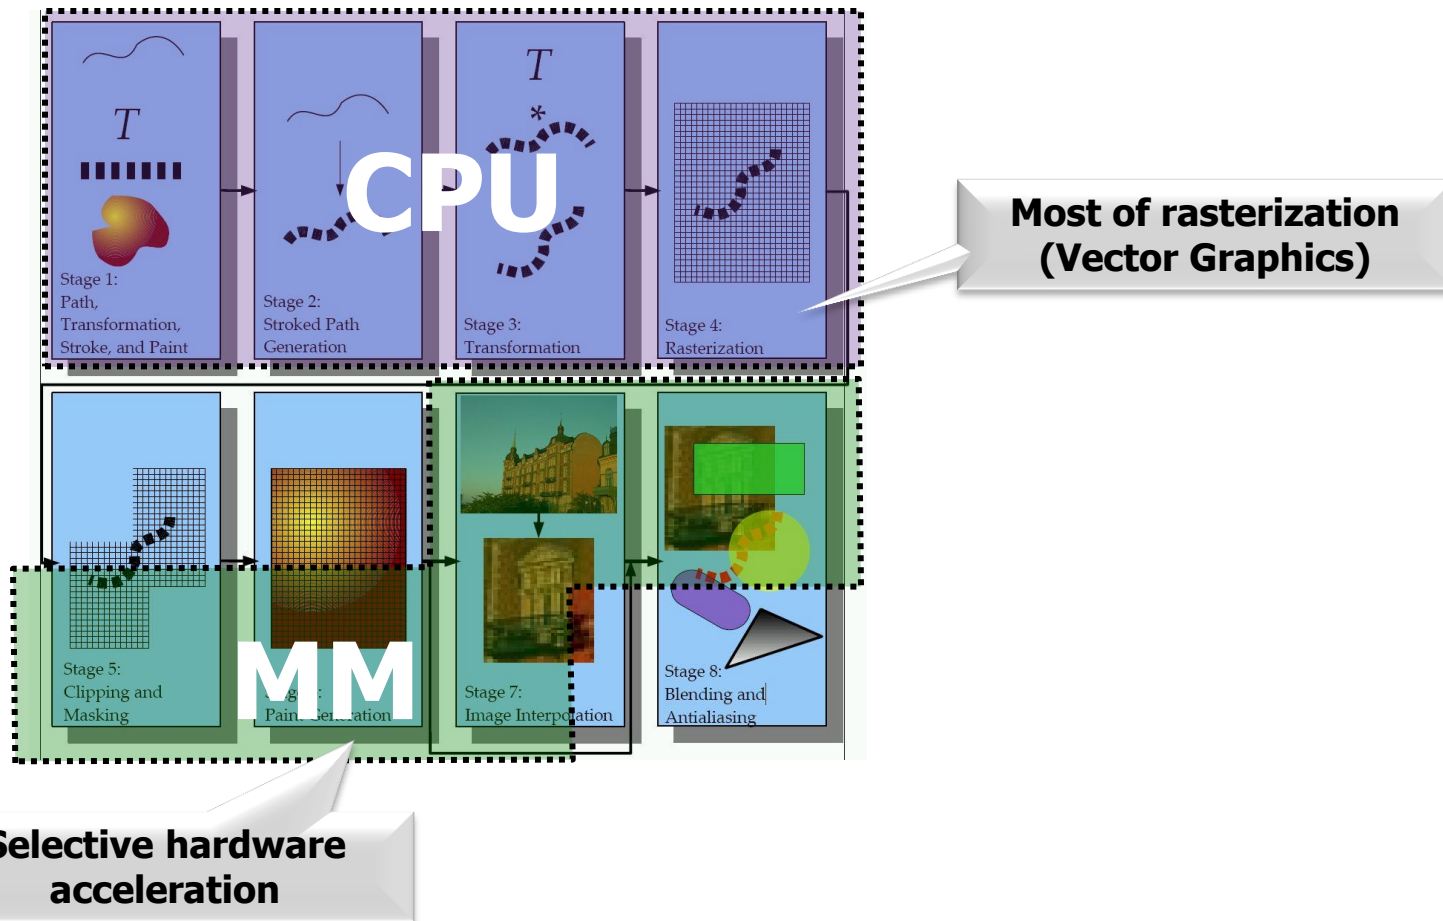 T
Stage 1:
Path,
Transformation,
Stroke, and Paint
Stage 2:
Stroked Path
Generation
T
*
Stage 3:
Transformation
Stage 4:
Rasterization
CPU
Most of rasterization
(Vector Graphics)
Stage 5:
Clipping and
Masking
Paint Generation
MM
Stage 7:
Image Interpolation
Stage 8:
Blending and
Antialiasing
Selective hardware
acceleration